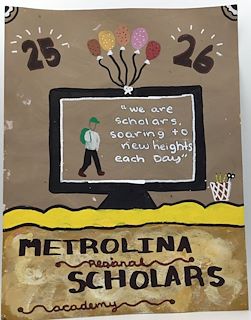 25 26
"we are
scholars,
soaring to
new heights
each Day"
METROLINA
Regional
SCHOLARS
academy